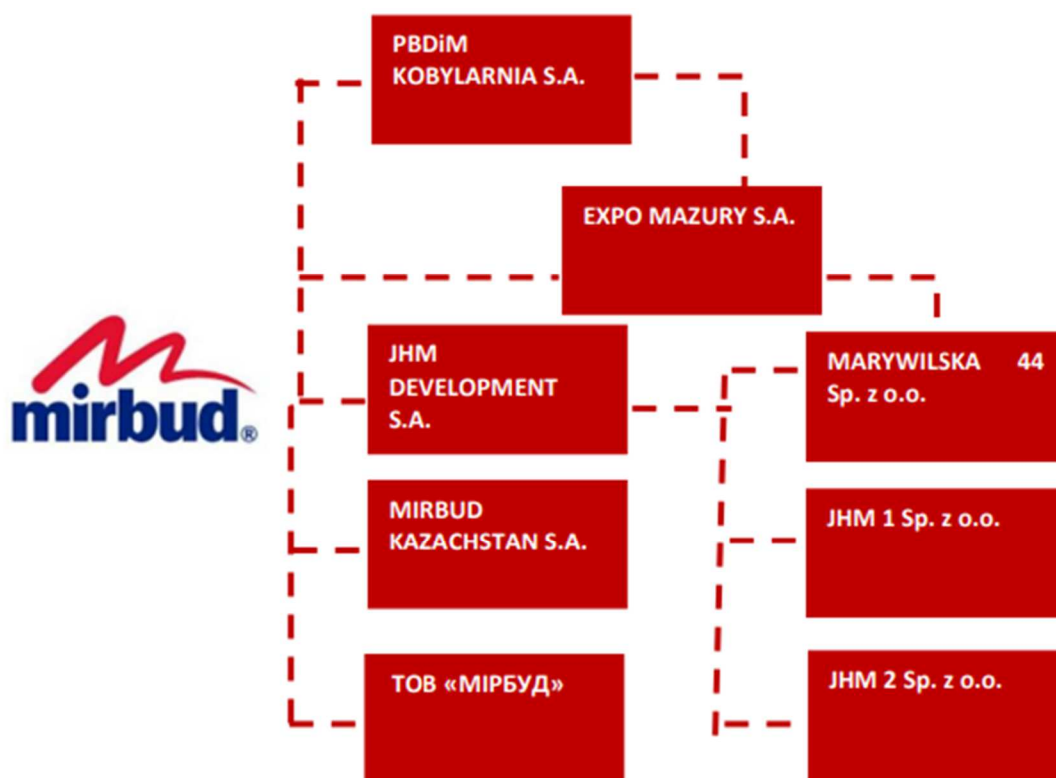 PBDiM
KOBYLARNIA S.A.
EXPO MAZURY S.A.
mirbud®
JHM
DEVELOPMENT
S.A.
MARYWILSKA 44
Sp. z o.o.
MIRBUD
KAZACHSTAN S.A.
JHM 1 Sp. z o.o.
ТОВ «МІРБУД»
JHM 2 Sp. z o.o.